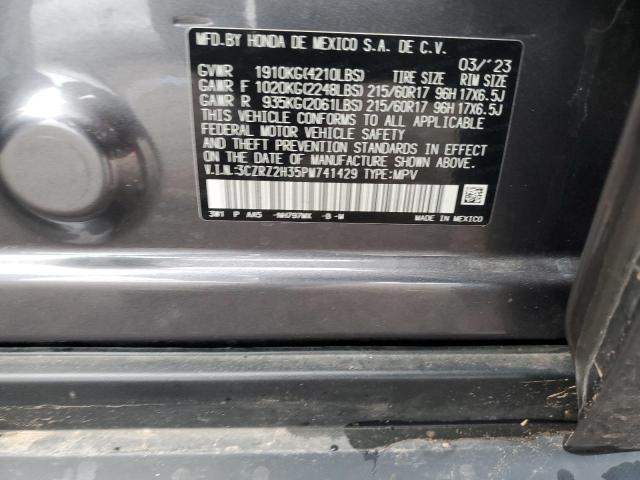 MFD.BY HONDA DE MEXICO S.A. DE C.V.
03/'23
GVWR 1910KG(4210LBS) TIRE SIZE RIM SIZE
GAWR F 1020KG(2248LBS) 215/60R17 96H 17X6.5J
GAWR R 935KG(2061LBS) 215/60R17 96H 17X6.5J
THIS VEHICLE CONFORMS TO ALL APPLICABLE
FEDERAL MOTOR VEHICLE SAFETY
AND THEFT PREVENTION STANDARDS IN EFFECT
ON THE DATE OF MANUFACTURE SHOWN ABOVE.
V.I.N.:3CZRZ2H35PM741429 TYPE:MPV
3W1 P AA5 -NH797MX -B -M
MADE IN MEXICO